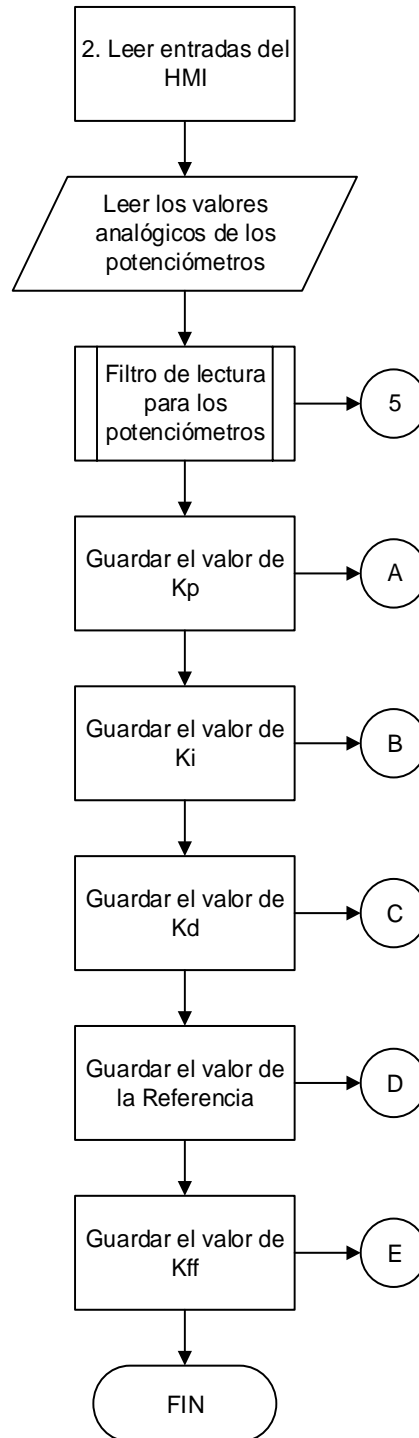 2. Leer entradas del
HMI
Leer los valores
analógicos de los
potenciómetros
Filtro de lectura
para los
potenciómetros
5
Guardar el valor de
Kp
A
Guardar el valor de
Ki
B
Guardar el valor de
Kd
C
Guardar el valor de
la Referencia
D
Guardar el valor de
Kff
E
FIN